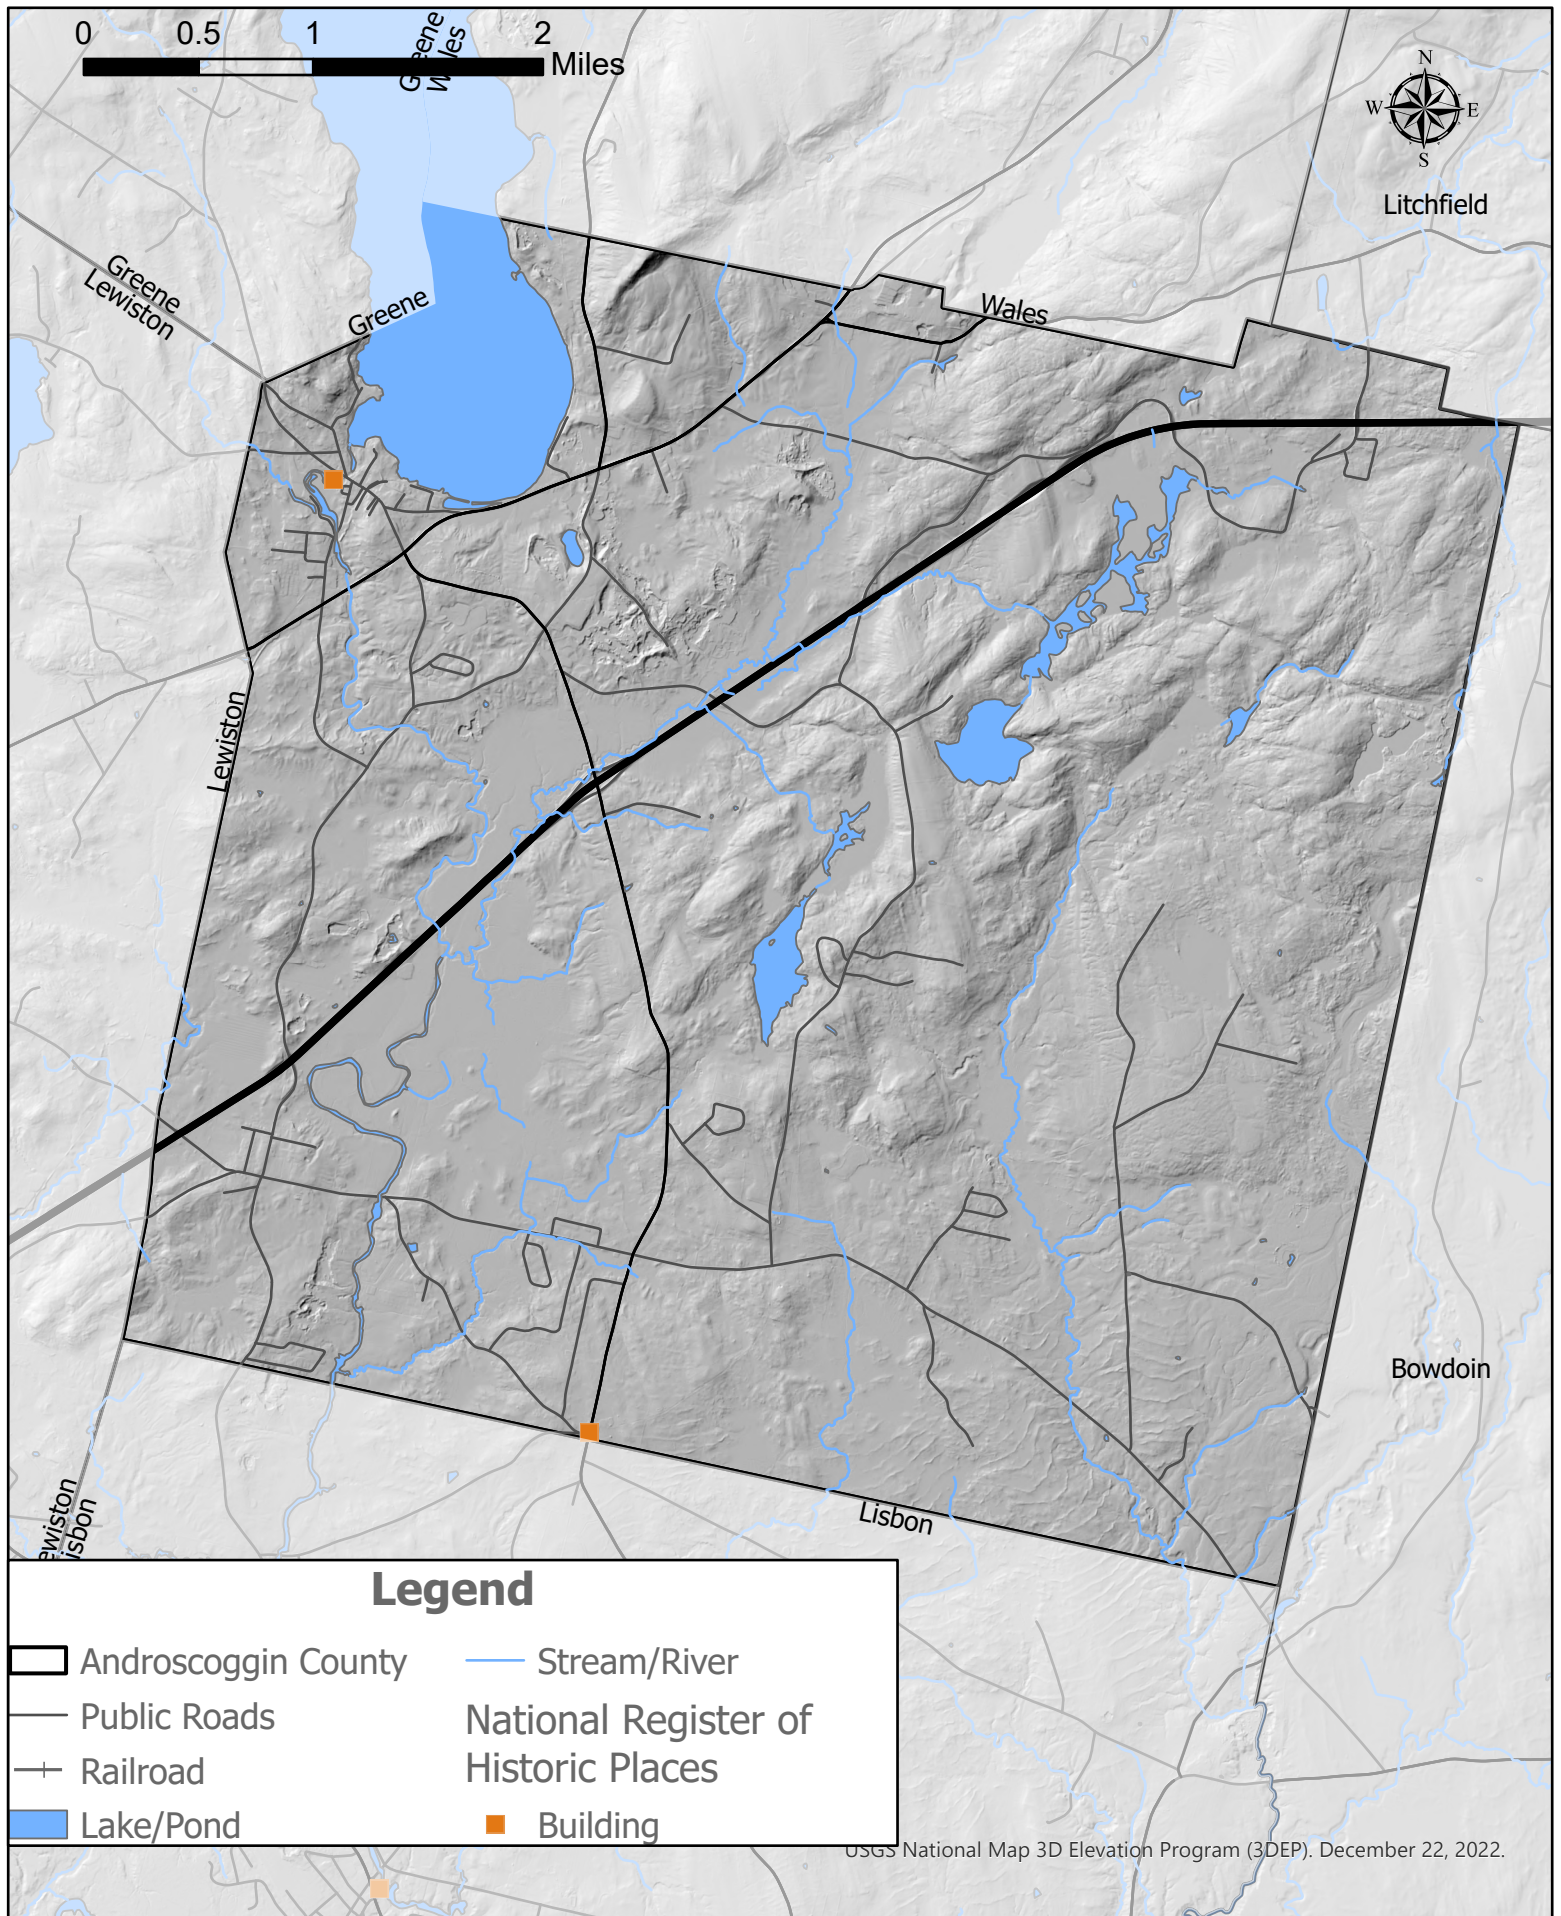 0 0.5 1 2
Miles
Greene
Wales
N
W E
S
Litchfield
Greene
Lewiston
Greene
Wales
Lewiston
Bowdoin
Lisbon
ewiston
isbon
Legend
Androscoggin County
Public Roads
Railroad
Lake/Pond
Stream/River
National Register of
Historic Places
Building
USGS National Map 3D Elevation Program (3DEP). December 22, 2022.